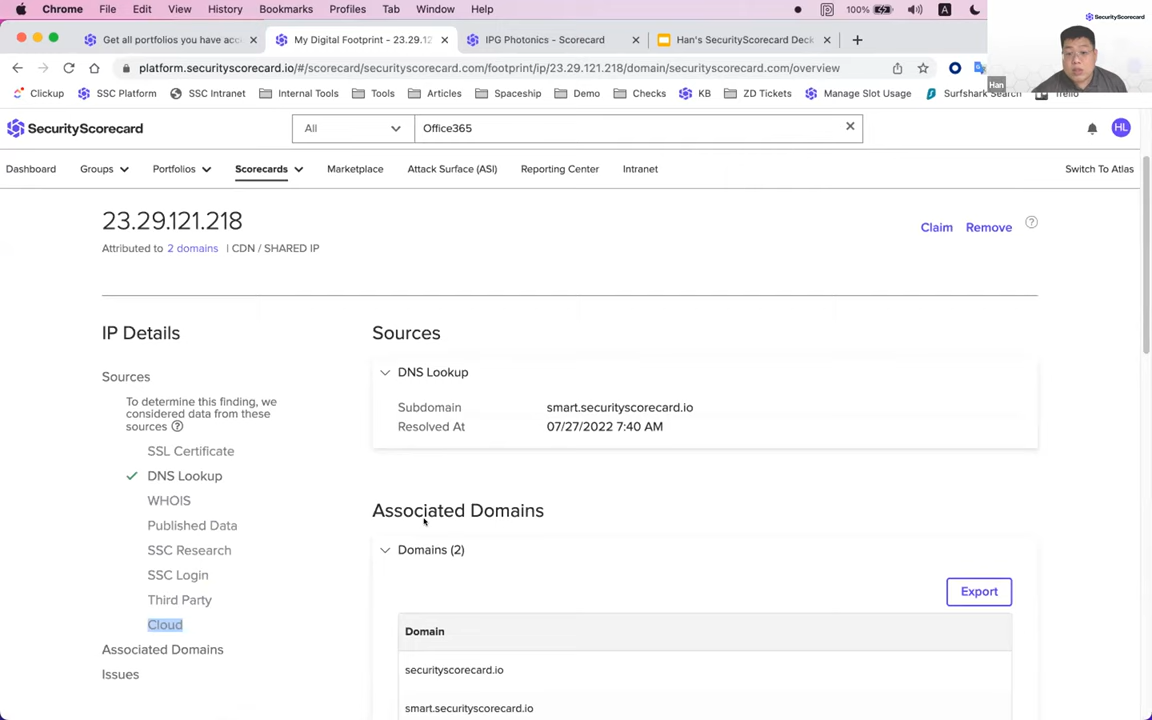 Chrome File Edit View History Bookmarks Profiles Tab Window Help 100% A
SecurityScorecard
Get all portfolios you have acc
My Digital Footprint - 23.29.12
IPG Photonics - Scorecard
Han's SecurityScorecard Deck
platform.securityscorecard.io/#/scorecard/securityscorecard.com/footprint/ip/23.29.121.218/domain/securityscorecard.com/overview
Han
Clickup SSC Platform SSC Intranet Internal Tools Tools Articles Spaceship Demo Checks KB ZD Tickets Manage Slot Usage Surfshark Search Trello
SecurityScorecard
All
Office365
HL
Dashboard Groups Portfolios Scorecards Marketplace Attack Surface (ASI) Reporting Center Intranet Switch To Atlas
23.29.121.218
Claim Remove ?
Attributed to 2 domains | CDN / SHARED IP
IP Details
Sources
To determine this finding, we
considered data from these
sources ?
SSL Certificate
DNS Lookup
WHOIS
Published Data
SSC Research
SSC Login
Third Party
Cloud
Associated Domains
Issues
Sources
DNS Lookup
Subdomain smart.securityscorecard.io
Resolved At 07/27/2022 7:40 AM
Associated Domains
Domains (2)
Export
Domain
securityscorecard.io
smart.securityscorecard.io